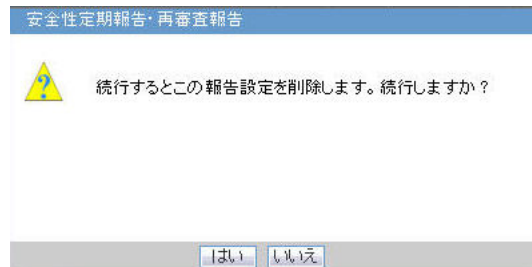 安全性定期報告・再審査報告
?
続行するとこの報告設定を削除します。続行しますか?
はい いいえ